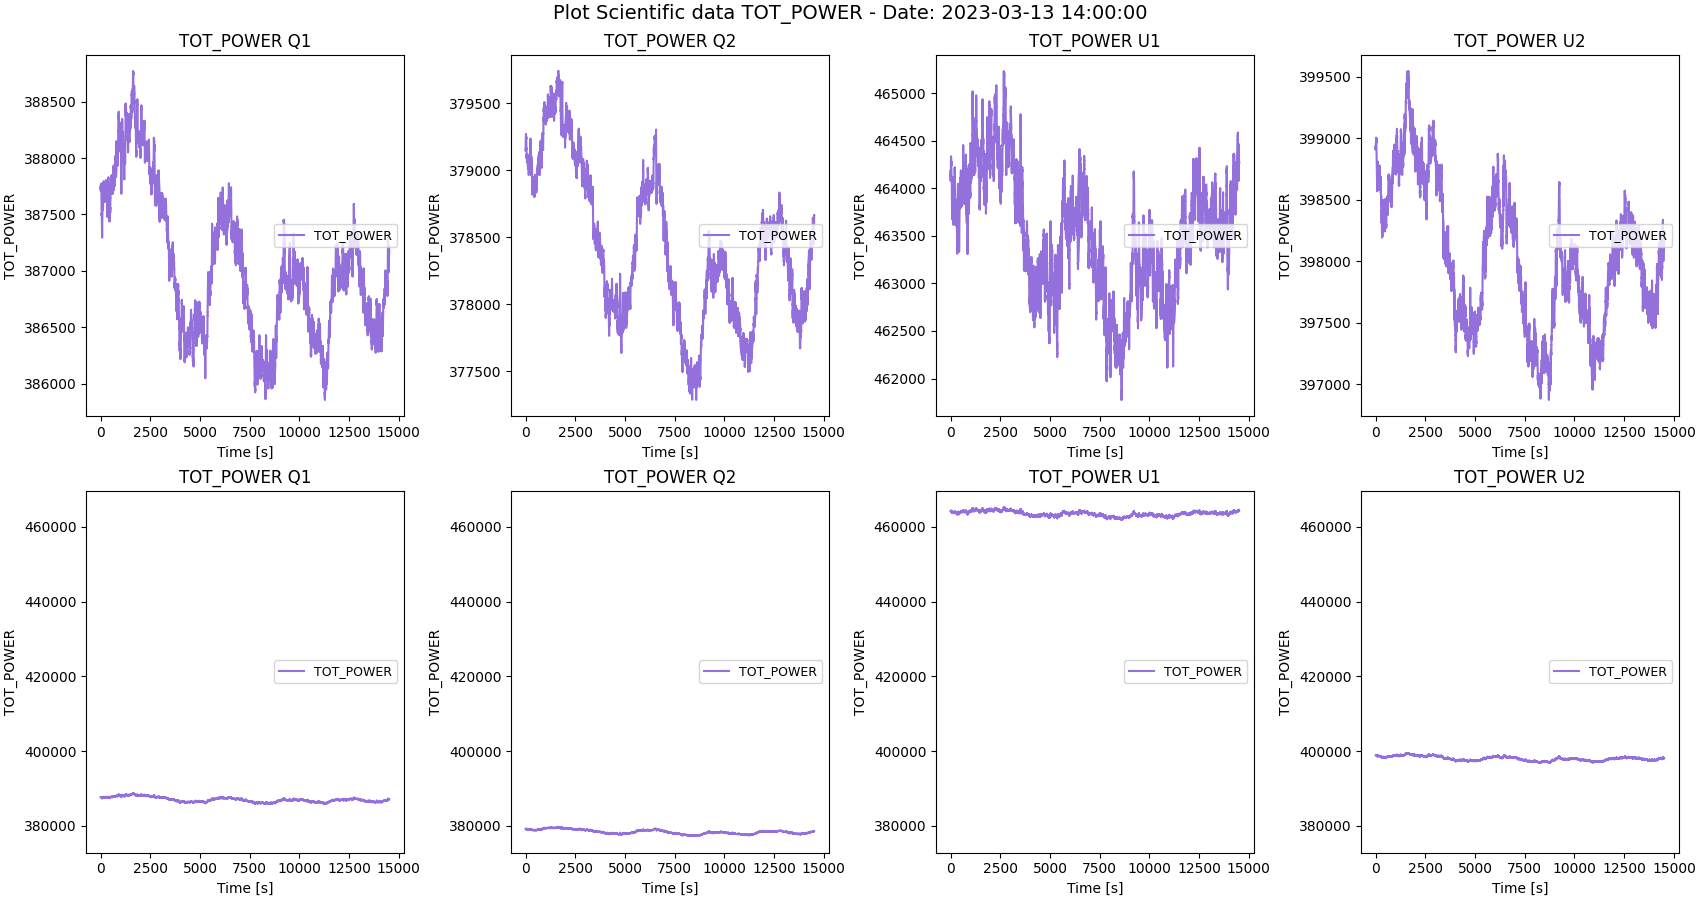 Plot Scientific data TOT_POWER - Date: 2023-03-13 14:00:00
TOT_POWER Q1
TOT_POWER
388500
388000
387500
387000
386500
386000
TOT_POWER
0 2500 5000 7500 10000 12500 15000
Time [s]
TOT_POWER Q2
TOT_POWER
379500
379000
378500
378000
377500
TOT_POWER
0 2500 5000 7500 10000 12500 15000
Time [s]
TOT_POWER U1
TOT_POWER
465000
464500
464000
463500
463000
462500
462000
TOT_POWER
0 2500 5000 7500 10000 12500 15000
Time [s]
TOT_POWER U2
TOT_POWER
399500
399000
398500
398000
397500
397000
TOT_POWER
0 2500 5000 7500 10000 12500 15000
Time [s]
TOT_POWER Q1
TOT_POWER
460000
440000
420000
400000
380000
TOT_POWER
0 2500 5000 7500 10000 12500 15000
Time [s]
TOT_POWER Q2
TOT_POWER
460000
440000
420000
400000
380000
TOT_POWER
0 2500 5000 7500 10000 12500 15000
Time [s]
TOT_POWER U1
TOT_POWER
460000
440000
420000
400000
380000
TOT_POWER
0 2500 5000 7500 10000 12500 15000
Time [s]
TOT_POWER U2
TOT_POWER
460000
440000
420000
400000
380000
TOT_POWER
0 2500 5000 7500 10000 12500 15000
Time [s]